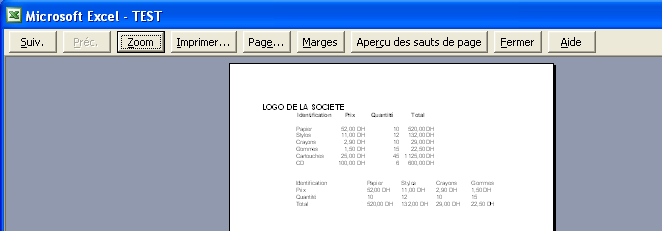 Microsoft Excel - TEST
Suiv. Préc. Zoom Imprimer... Page... Marges Aperçu des sauts de page Fermer Aide
LOGO DE LA SOCIETE
Identification Prix Quantité Total
Papier 52,00 DH 10 520,00 DH
Stylos 11,00 DH 12 132,00 DH
Crayons 2,90 DH 10 29,00 DH
Gommes 1,50 DH 15 22,50 DH
Cartouches 25,00 DH 45 1 125,00 DH
CD 100,00 DH 6 600,00 DH
Identification Papier Stylos Crayons Gommes
Prix 52,00 DH 11,00 DH 2,90 DH 1,50 DH
Quantité 10 12 10 15
Total 520,00 DH 132,00 DH 29,00 DH 22,50 DH